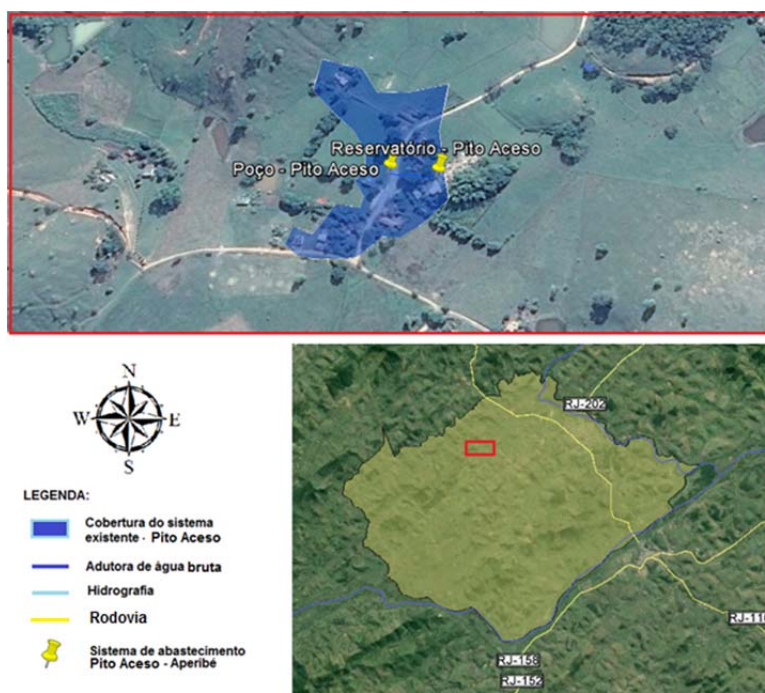 Reservatório - Pito Aceso
Poço - Pito Aceso
N
W
E
S
LEGENDA:
Cobertura do sistema
existente - Pito Aceso
Adutora de água bruta
Hidrografia
Rodovia
Sistema de abastecimento
Pito Aceso - Aperibé
RJ-202
RJ-116
RJ-158
RJ-152